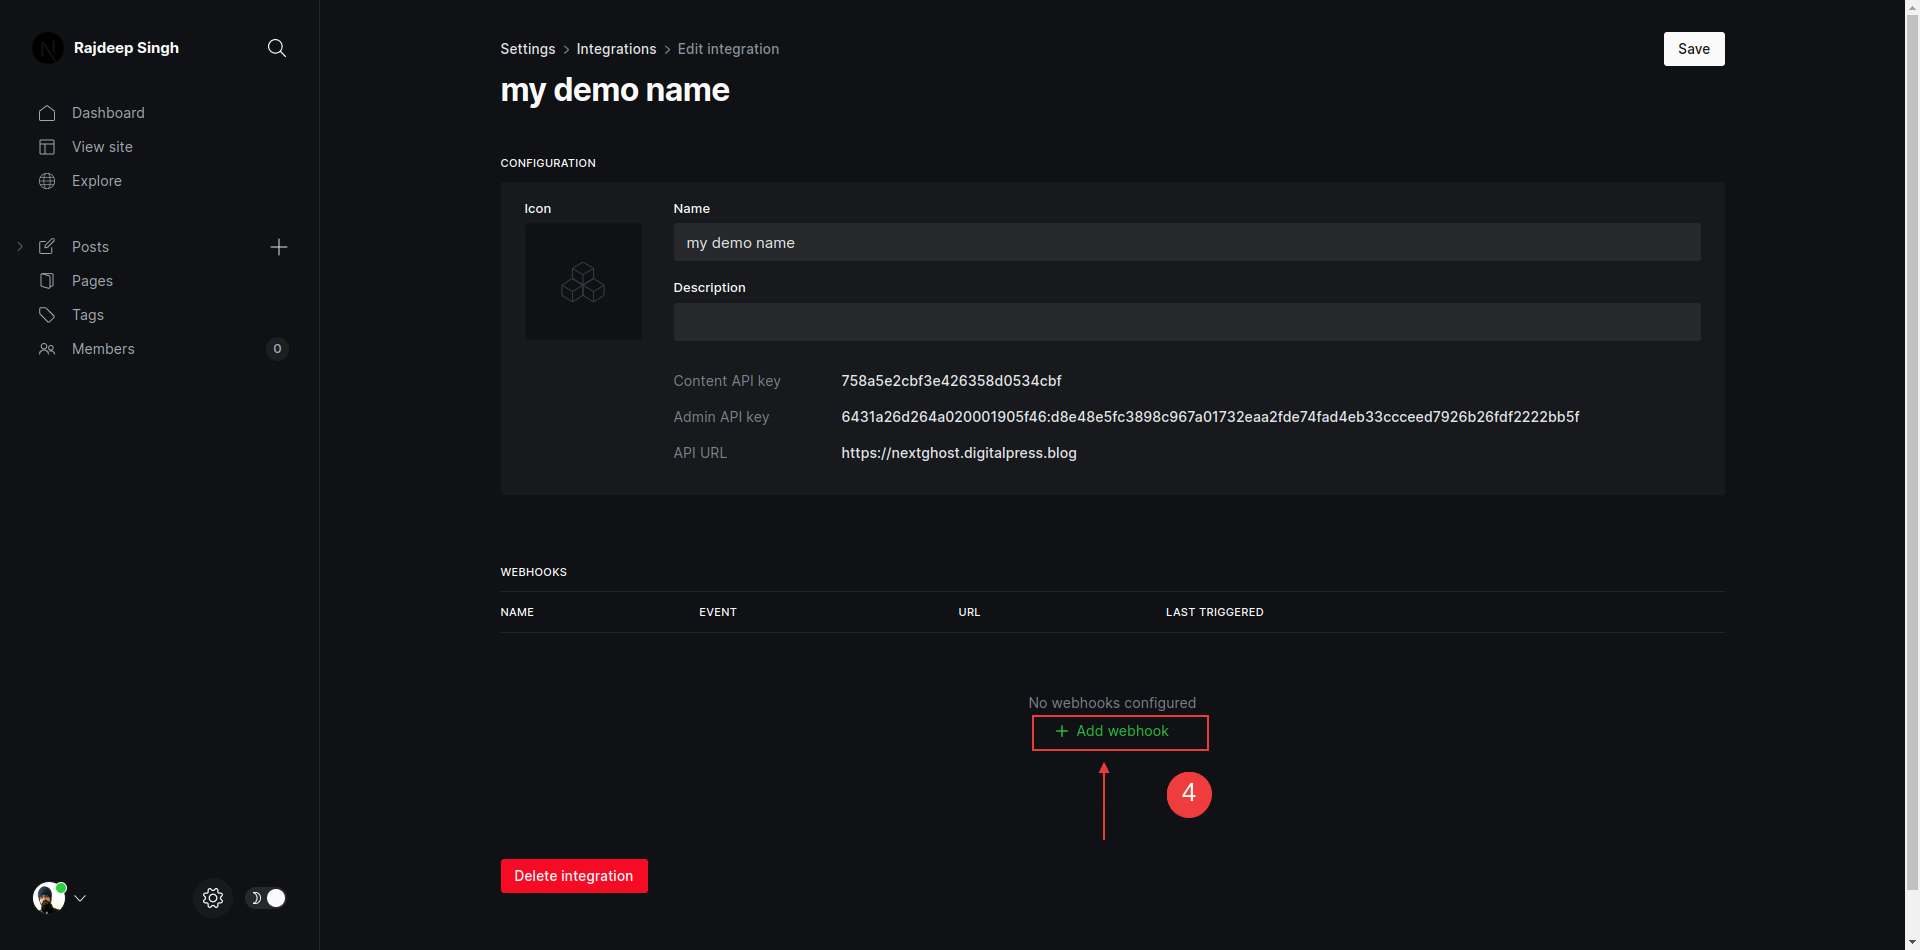 Rajdeep Singh
Dashboard
View site
Explore
Posts
Pages
Tags
Members 0
Settings > Integrations > Edit integration
Save
my demo name
CONFIGURATION
Icon
Name
my demo name
Description
Content API key 758a5e2cbf3e426358d0534cbf
Admin API key 6431a26d264a020001905f46:d8e48e5fc3898c967a01732eaa2fde74fad4eb33ccceed7926b26fdf2222bb5f
API URL https://nextghost.digitalpress.blog
WEBHOOKS
NAME EVENT URL LAST TRIGGERED
No webhooks configured
+ Add webhook
4
Delete integration